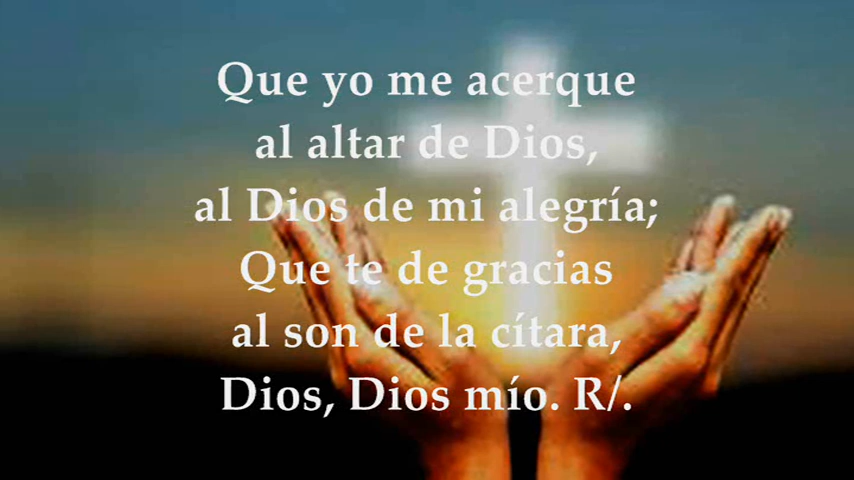 Que yo me acerque
al altar de Dios,
al Dios de mi alegría;
Que te de gracias
al son de la cítara,
Dios, Dios mío. R/.